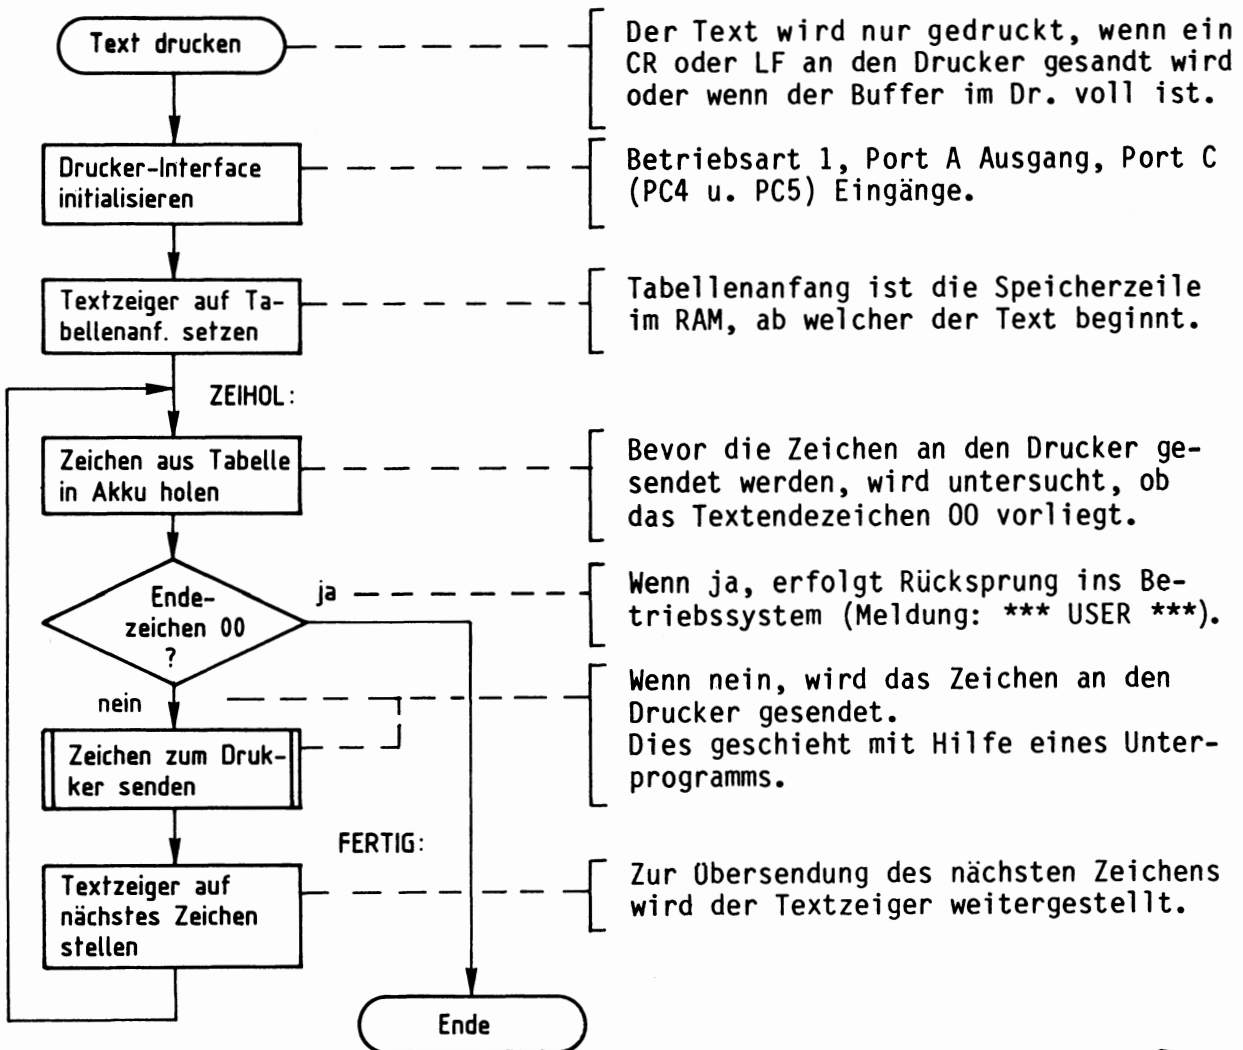 Text drucken
Der Text wird nur gedruckt, wenn ein
CR oder LF an den Drucker gesandt wird
oder wenn der Buffer im Dr. voll ist.
Drucker-Interface
initialisieren
Betriebsart 1, Port A Ausgang, Port C
(PC4 u. PC5) Eingänge.
Textzeiger auf Ta-
bellenanf. setzen
Tabellenanfang ist die Speicherzeile
im RAM, ab welcher der Text beginnt.
ZEIHOL:
Zeichen aus Tabelle
in Akku holen
Bevor die Zeichen an den Drucker ge-
sendet werden, wird untersucht, ob
das Textendezeichen 00 vorliegt.
Ende-
zeichen 00
?
ja
Wenn ja, erfolgt Rücksprung ins Be-
triebssystem (Meldung: *** USER ***).
nein
Wenn nein, wird das Zeichen an den
Drucker gesendet.
Dies geschieht mit Hilfe eines Unter-
programms.
Zeichen zum Druk-
ker senden
FERTIG:
Textzeiger auf
nächstes Zeichen
stellen
Zur Übersendung des nächsten Zeichens
wird der Textzeiger weitergestellt.
Ende